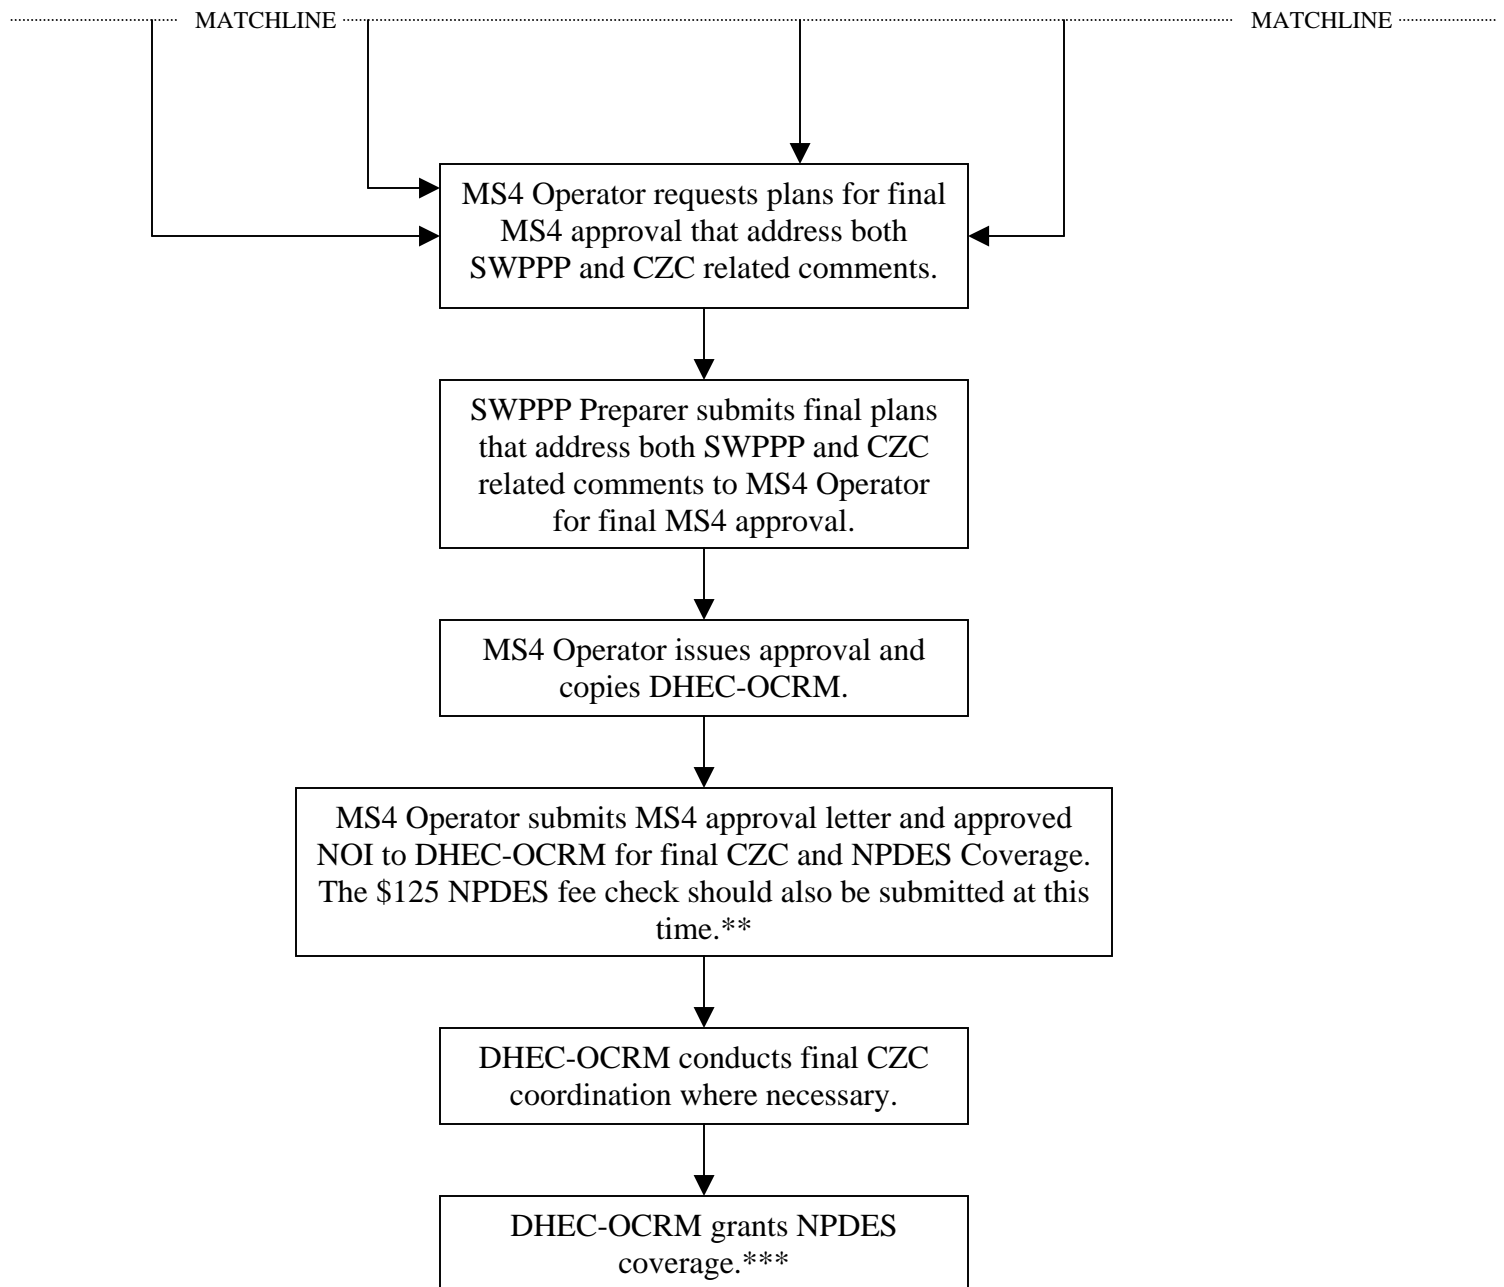 MATCHLINE MATCHLINE
MS4 Operator requests plans for final
MS4 approval that address both
SWPPP and CZC related comments.
SWPPP Preparer submits final plans
that address both SWPPP and CZC
related comments to MS4 Operator
for final MS4 approval.
MS4 Operator issues approval and
copies DHEC-OCRM.
MS4 Operator submits MS4 approval letter and approved
NOI to DHEC-OCRM for final CZC and NPDES Coverage.
The $125 NPDES fee check should also be submitted at this
time.**
DHEC-OCRM conducts final CZC
coordination where necessary.
DHEC-OCRM grants NPDES
coverage.***